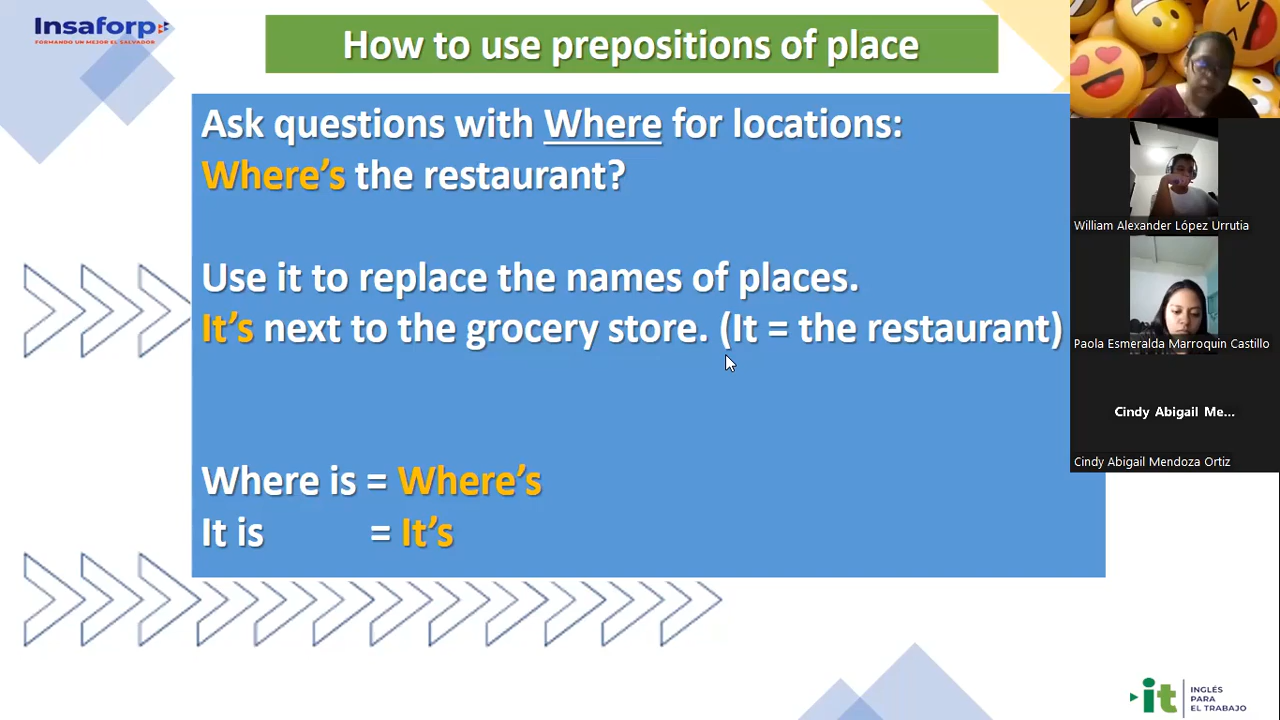 Insaforp
FORMANDO UN MEJOR EL SALVADOR
How to use prepositions of place
Ask questions with Where for locations:
Where's the restaurant?
Use it to replace the names of places.
It's next to the grocery store. (It = the restaurant)
Where is = Where's
It is = It's
William Alexander López Urrutia
Paola Esmeralda Marroquin Castillo
Cindy Abigail Me...
Cindy Abigail Mendoza Ortiz
it
INGLÉS
PARA
EL TRABAJO